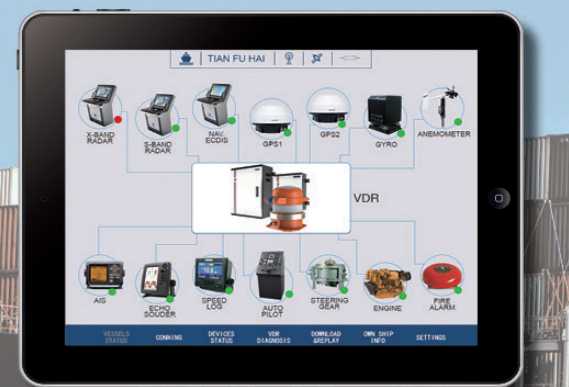 TIAN FU HAI
X-BAND
RADAR
S-BAND
RADAR
NAV.
ECDIS
GPS1
GPS2
GYRO
ANEMOMETER
VDR
AIS
ECHO
SOUDER
SPEED
LOG
AUTO
PILOT
STEERING
GEAR
ENGINE
FIRE
ALARM
VESSELS
STATUS
CONNING
DEVICES
STATUS
VDR
DIAGNOSIS
DOWNLOAD
&REPLAY
OWN SHIP
INFO
SETTINGS